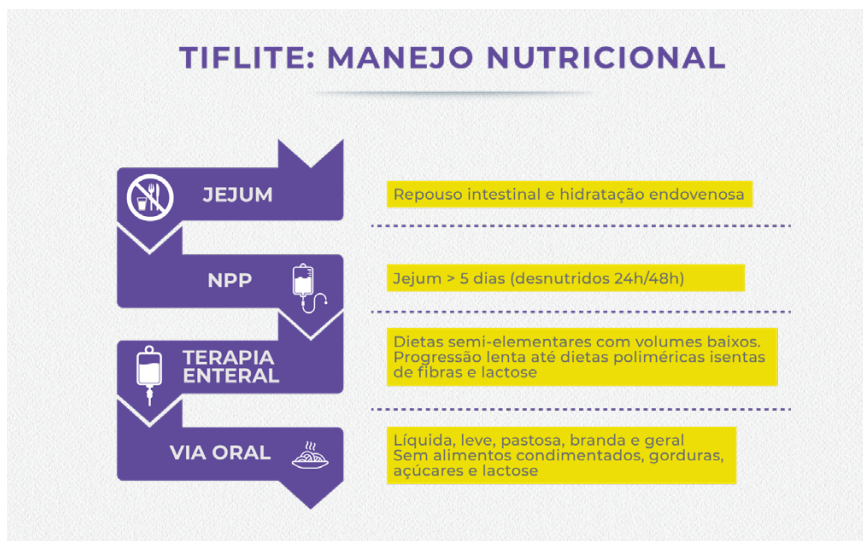 TIFLITE: MANEJO NUTRICIONAL
JEJUM
Repouso intestinal e hidratação endovenosa
NPP
Jejum > 5 dias (desnutridos 24h/48h)
TERAPIA
ENTERAL
Dietas semi-elementares com volumes baixos.
Progressão lenta até dietas poliméricas isentas
de fibras e lactose
VIA ORAL
Líquida, leve, pastosa, branda e geral
Sem alimentos condimentados, gorduras,
açúcares e lactose